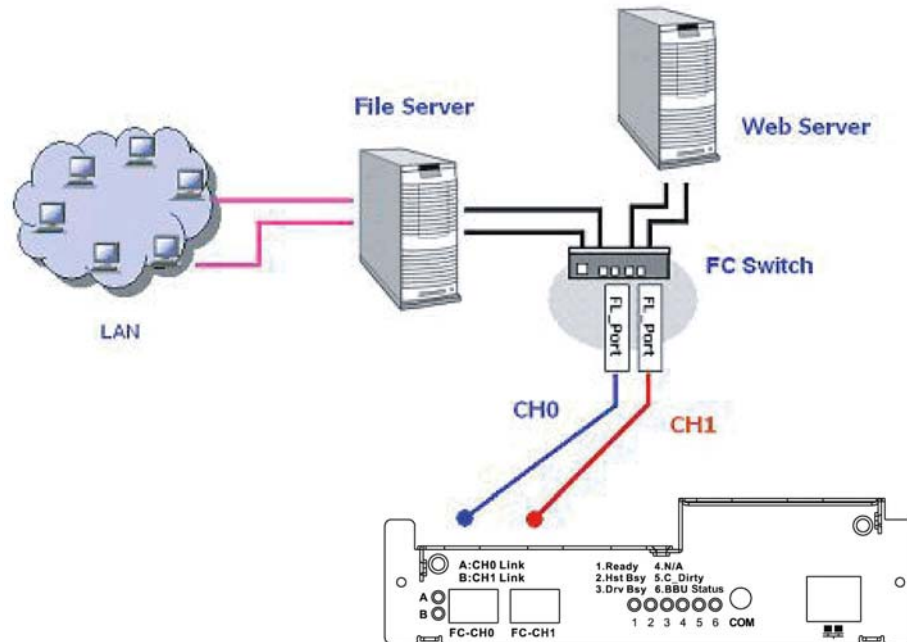 File Server
Web Server
FC Switch
LAN
FL_Port
FL_Port
CH0
CH1
A:CH0 Link
B:CH1 Link
1.Ready 4.N/A
2.Hst Bsy 5.C_Dirty
3.Drv Bsy 6.BBU Status
A
B
FC-CH0 FC-CH1
1 2 3 4 5 6 COM